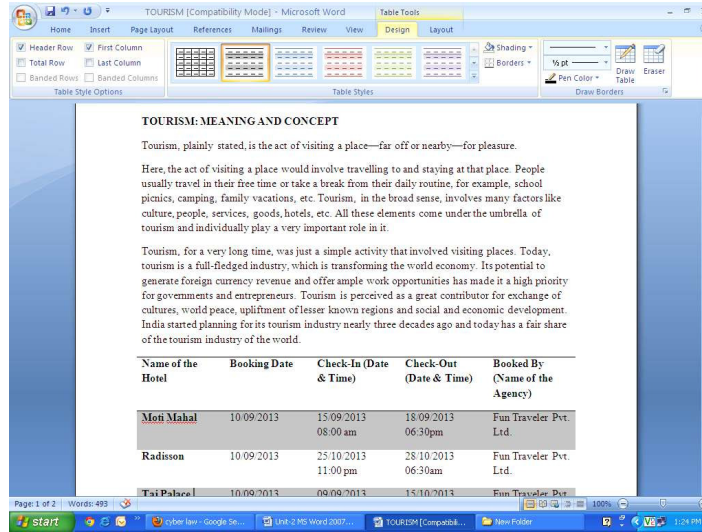 TOURISM [Compatibility Mode] - Microsoft Word
Table Tools
Home Insert Page Layout References Mailings Review View Design Layout
Header Row First Column
Total Row Last Column
Banded Rows Banded Columns
Table Style Options
Table Styles
Shading
Borders
½ pt
Pen Color
Draw Table
Eraser
Draw Borders
TOURISM: MEANING AND CONCEPT
Tourism, plainly stated, is the act of visiting a place—far off or nearby—for pleasure.
Here, the act of visiting a place would involve travelling to and staying at that place. People
usually travel in their free time or take a break from their daily routine, for example, school
picnics, camping, family vacations, etc. Tourism, in the broad sense, involves many factors like
culture, people, services, goods, hotels, etc. All these elements come under the umbrella of
tourism and individually play a very important role in it.
Tourism, for a very long time, was just a simple activity that involved visiting places. Today,
tourism is a full-fledged industry, which is transforming the world economy. Its potential to
generate foreign currency revenue and offer ample work opportunities has made it a high priority
for governments and entrepreneurs. Tourism is perceived as a great contributor for exchange of
cultures, world peace, upliftment of lesser known regions and social and economic development.
India started planning for its tourism industry nearly three decades ago and today has a fair share
of the tourism industry of the world.
Name of the Booking Date Check-In (Date Check-Out Booked By
Hotel & Time) (Date & Time) (Name of the
Agency)
Moti Mahal 10/09/2013 15/09/2013 18/09/2013 Fun Traveler Pvt.
08:00 am 06:30pm Ltd.
Radisson 10/09/2013 25/10/2013 28/10/2013 Fun Traveler Pvt.
11:00 pm 06:30am Ltd.
Taj Palace 10/09/2013 09/09/2013 15/10/2013 Fun Traveler Pvt.
Page: 1 of 2 Words: 493 100%
start cyber law - Google Se... Unit-2 MS Word 2007... TOURISM [Compatibili... New Folder 1:24 PM